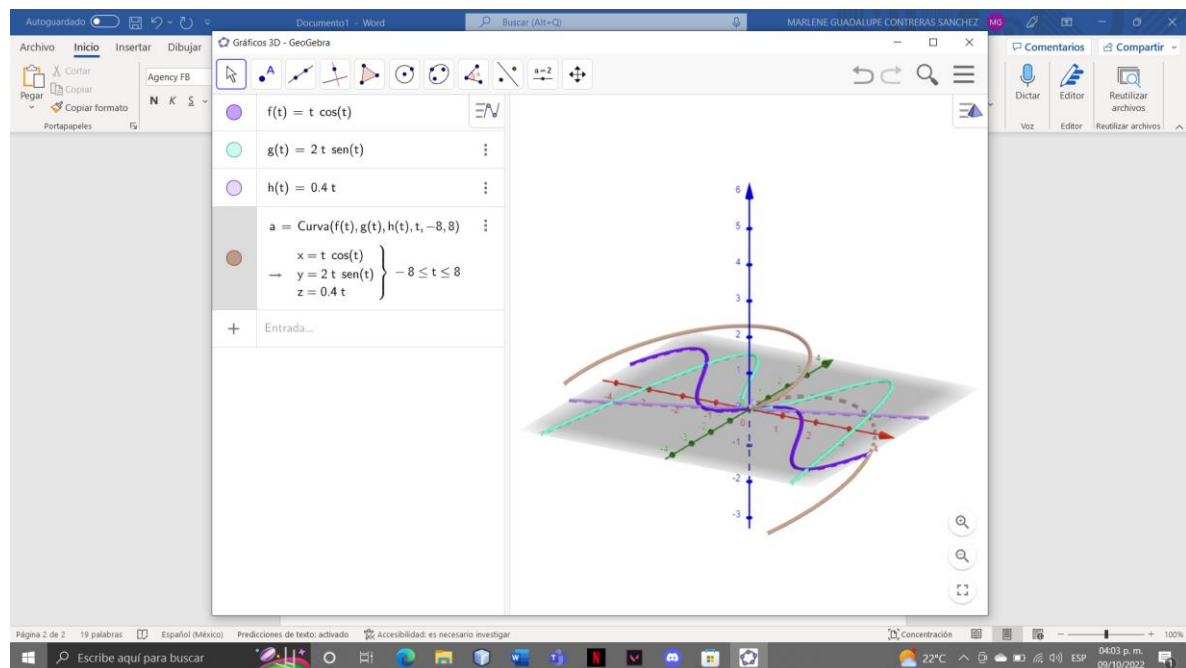 Autoguardado
Documento1 - Word
Buscar (Alt+Q)
MARLENE GUADALUPE CONTRERAS SANCHEZ
MG
Archivo Inicio Insertar Dibujar
Comentarios Compartir
Pegar
Cortar
Copiar
Copiar formato
Portapapeles
Agency FB
N K S
Dictar
Editor
Reutilizar archivos
Voz
Editor
Reutilizar archivos
Gráficos 3D - GeoGebra
A
a=2
f(t) = t cos(t)
g(t) = 2 t sen(t)
h(t) = 0.4 t
a = Curva(f(t), g(t), h(t), t, −8, 8)
x = t cos(t)
→ y = 2 t sen(t) } − 8 ≤ t ≤ 8
z = 0.4 t
+ Entrada...
6
5
4
3
2
1
0
-1
-2
-3
Página 2 de 2 19 palabras Español (México) Predicciones de texto: activado Accesibilidad: es necesario investigar
Concentración
100%
Escribe aquí para buscar
22°C
ESP
04:03 p. m.
09/10/2022